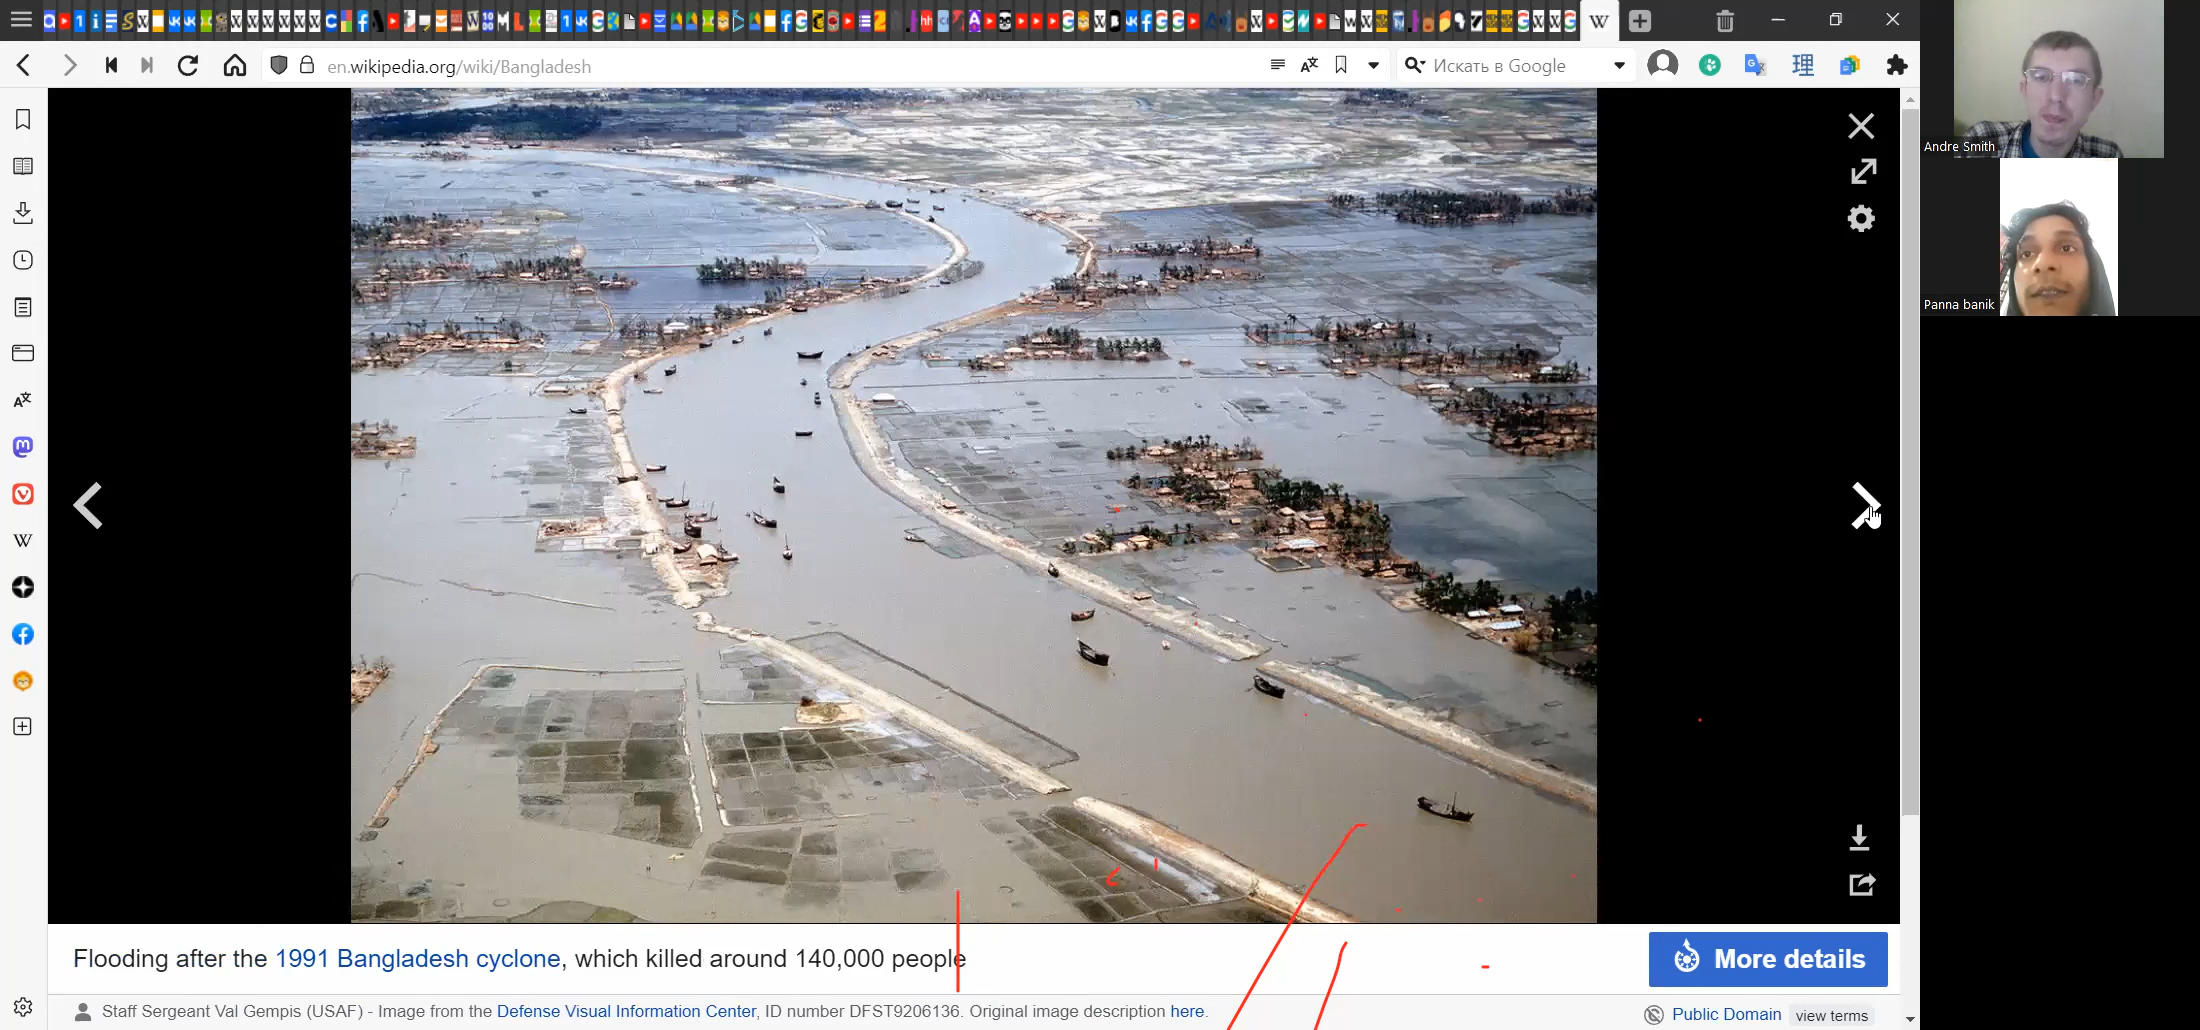 en.wikipedia.org/wiki/Bangladesh
Искать в Google
Andre Smith
Panna banik
Flooding after the 1991 Bangladesh cyclone, which killed around 140,000 people
More details
Staff Sergeant Val Gempis (USAF) - Image from the Defense Visual Information Center, ID number DFST9206136. Original image description here.
Public Domain
view terms